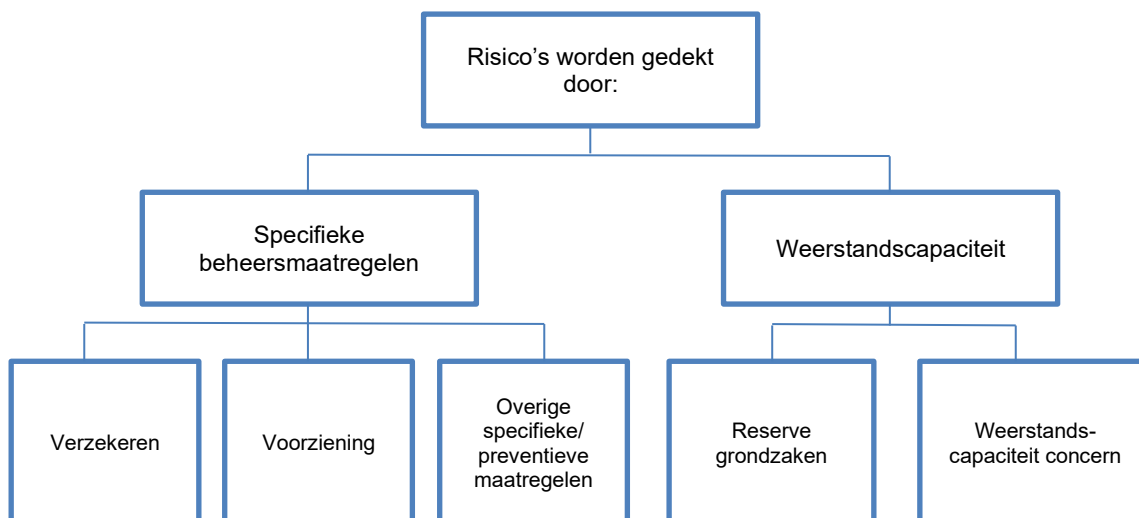 Risico’s worden gedekt
door:
Specifieke
beheersmaatregelen
Weerstandscapaciteit
Verzekeren
Voorziening
Overige
specifieke/
preventieve
maatregelen
Reserve
grondzaken
Weerstands-
capaciteit concern